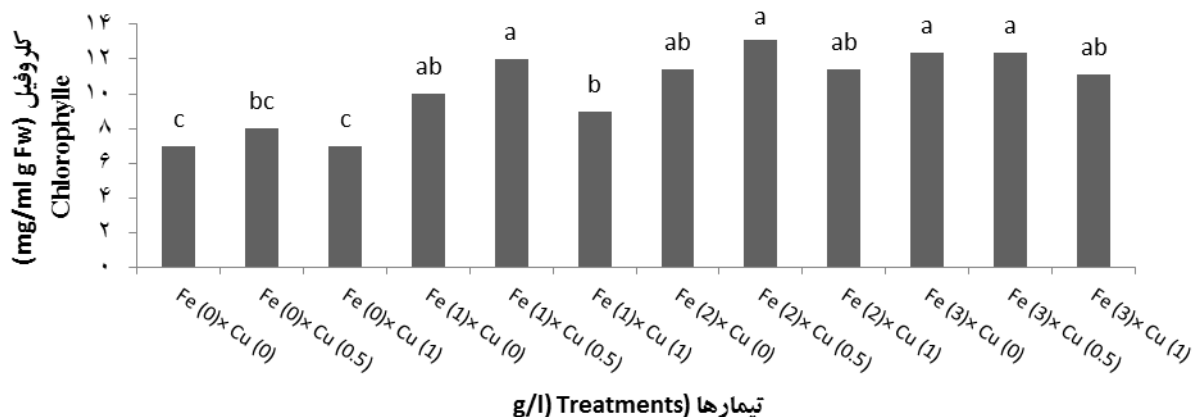 کلروفیل (mg/ml g Fw)
Chlorophylle
۱۴
۱۲
۱۰
۸
۶
۴
۲
۰
c
bc
c
ab
a
b
ab
a
ab
a
a
ab
Fe (0)× Cu (0)
Fe (0)× Cu (0.5)
Fe (0)× Cu (1)
Fe (1)× Cu (0)
Fe (1)× Cu (0.5)
Fe (1)× Cu (1)
Fe (2)× Cu (0)
Fe (2)× Cu (0.5)
Fe (2)× Cu (1)
Fe (3)× Cu (0)
Fe (3)× Cu (0.5)
Fe (3)× Cu (1)
تیمارها (g/l) Treatments